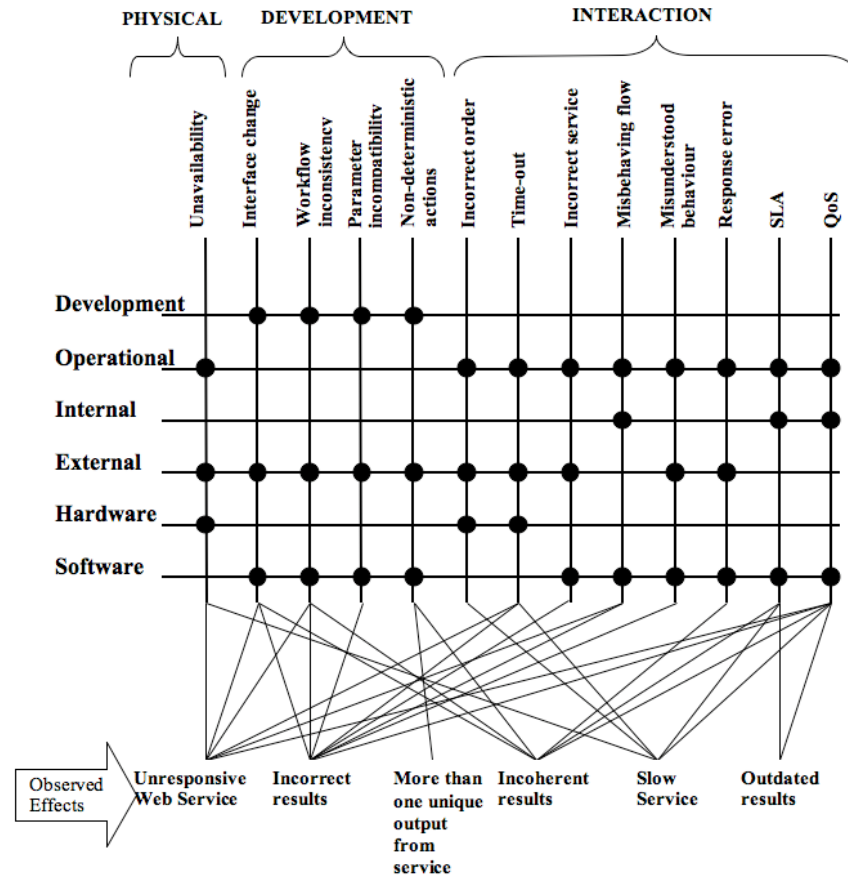 PHYSICAL DEVELOPMENT INTERACTION
Unavailability
Interface change
Workflow
inconsistency
Parameter
incompatibility
Non-deterministic
actions
Incorrect order
Time-out
Incorrect service
Misbehaving flow
Misunderstood
behaviour
Response error
SLA
QoS
Development
Operational
Internal
External
Hardware
Software
Observed
Effects
Unresponsive
Web Service
Incorrect
results
More than
one unique
output
from
service
Incoherent
results
Slow
Service
Outdated
results